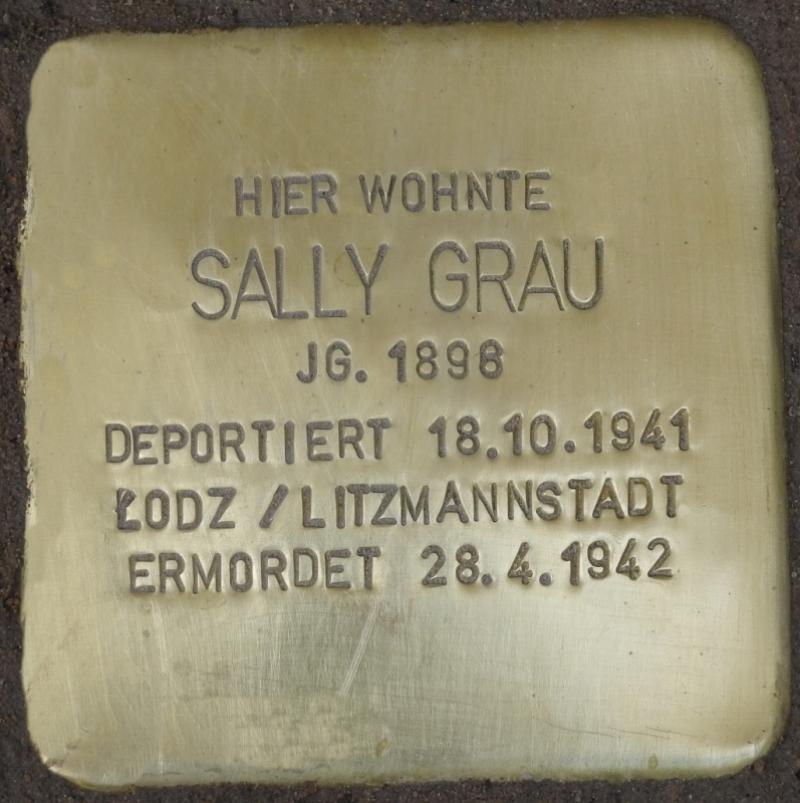 HIER WOHNTE
SALLY GRAU
JG. 1898
DEPORTIERT 18.10.1941
ŁODZ / LITZMANNSTADT
ERMORDET 28.4.1942